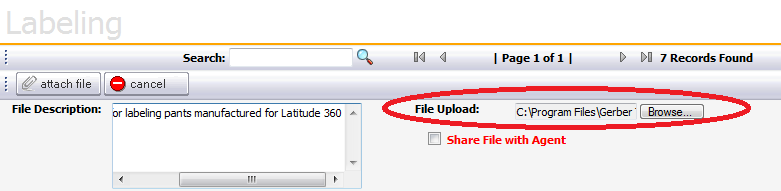 Labeling
Search: | Page 1 of 1 | 7 Records Found
attach file cancel
File Description: or labeling pants manufactured for Latitude 360 File Upload: C:\Program Files\Gerber Browse...
Share File with Agent